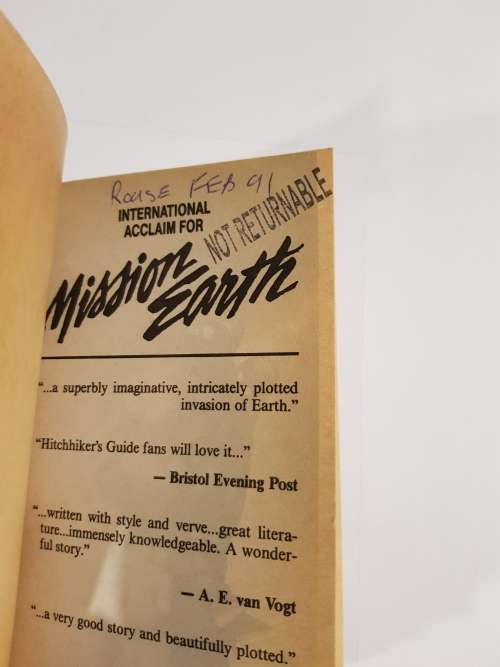 Rouse FEB 91
INTERNATIONAL
ACCLAIM FOR
NOT RETURNABLE
Mission
Earth
“...a superbly imaginative, intricately plotted
invasion of Earth.”
“Hitchhiker's Guide fans will love it...”
— Bristol Evening Post
“...written with style and verve...great litera-
ture...immensely knowledgeable. A wonder-
ful story.”
— A. E. van Vogt
“...a very good story and beautifully plotted.”